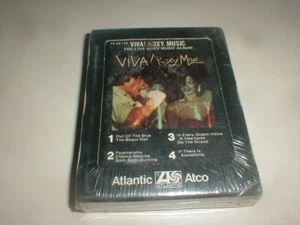 VIVA! ROXY MUSIC
THE LIVE ROXY MUSIC ALBUM
VIVA! Roxy Music
1 Out Of The Blue
The Bogus Man
2 Pyjamarama
Chance Meeting
Both Ends Burning
3 In Every Dream Home
A Heartache
Do The Strand
4 If There Is
Something
Atlantic
Atco